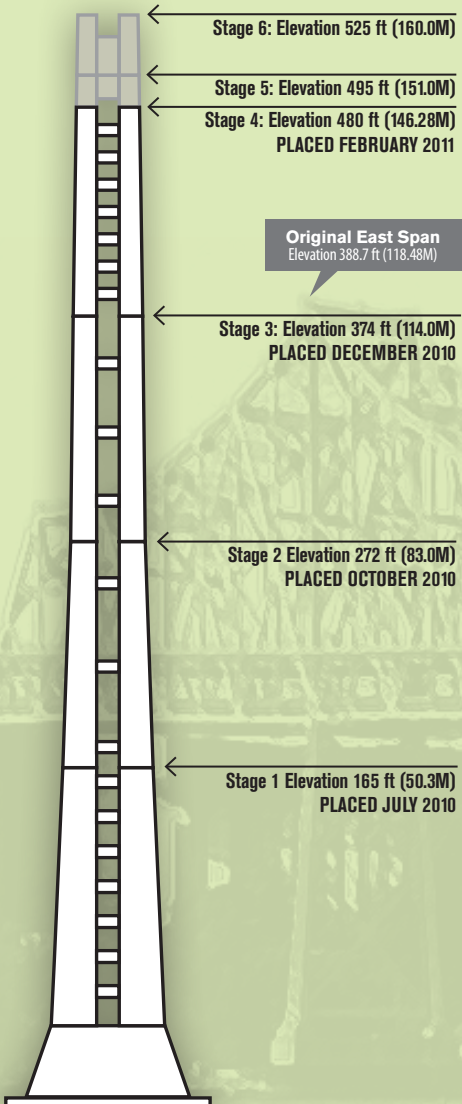 Stage 6: Elevation 525 ft (160.0M)
Stage 5: Elevation 495 ft (151.0M)
Stage 4: Elevation 480 ft (146.28M)
PLACED FEBRUARY 2011
Original East Span
Elevation 388.7 ft (118.48M)
Stage 3: Elevation 374 ft (114.0M)
PLACED DECEMBER 2010
Stage 2 Elevation 272 ft (83.0M)
PLACED OCTOBER 2010
Stage 1 Elevation 165 ft (50.3M)
PLACED JULY 2010